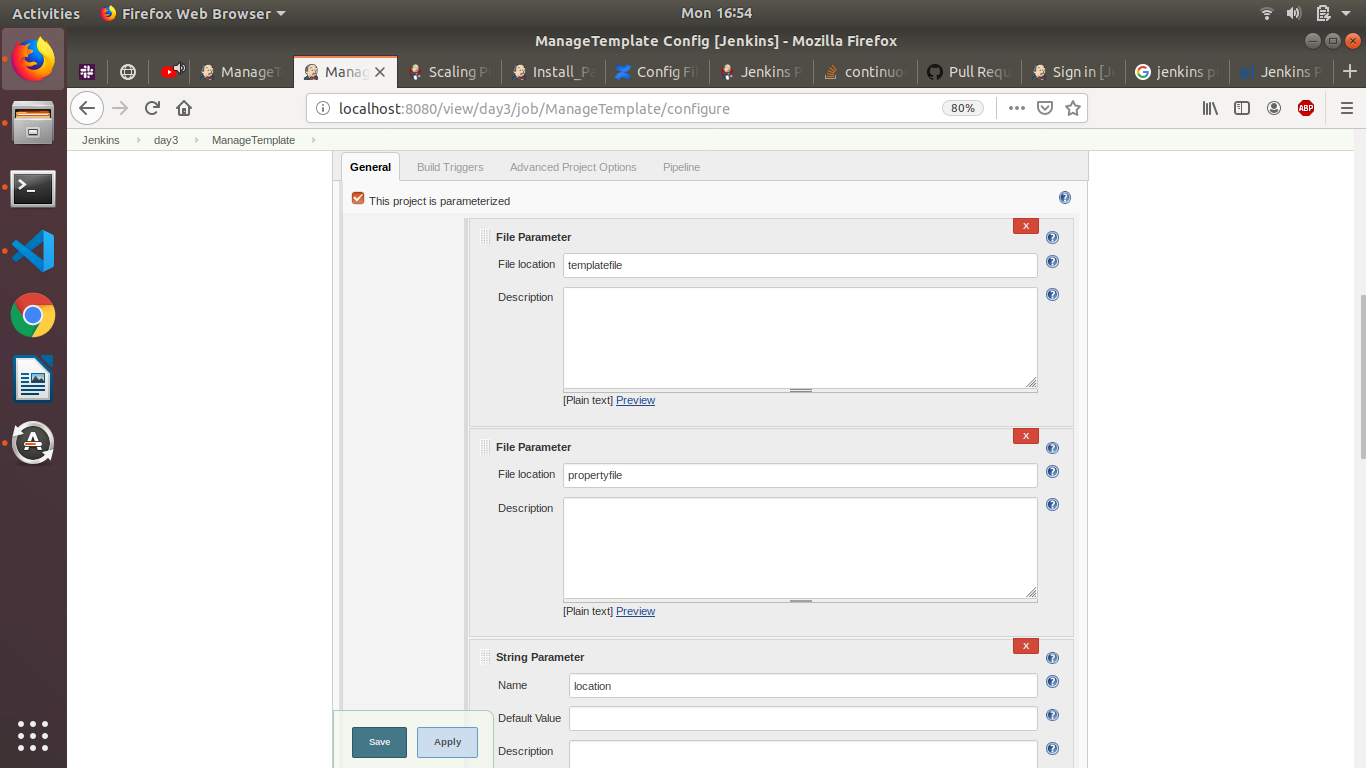 Activities Firefox Web Browser Mon 16:54
ManageTemplate Config [Jenkins] - Mozilla Firefox
ManageT Manag Scaling P Install_Pa Config Fil Jenkins P continuo Pull Requ Sign in [J jenkins p Jenkins P
localhost:8080/view/day3/job/ManageTemplate/configure 80% ABP
Jenkins day3 ManageTemplate
General Build Triggers Advanced Project Options Pipeline
This project is parameterized
X
File Parameter
File location templatefile
Description
[Plain text] Preview
X
File Parameter
File location propertyfile
Description
[Plain text] Preview
X
String Parameter
Name location
Default Value
Description
Save Apply